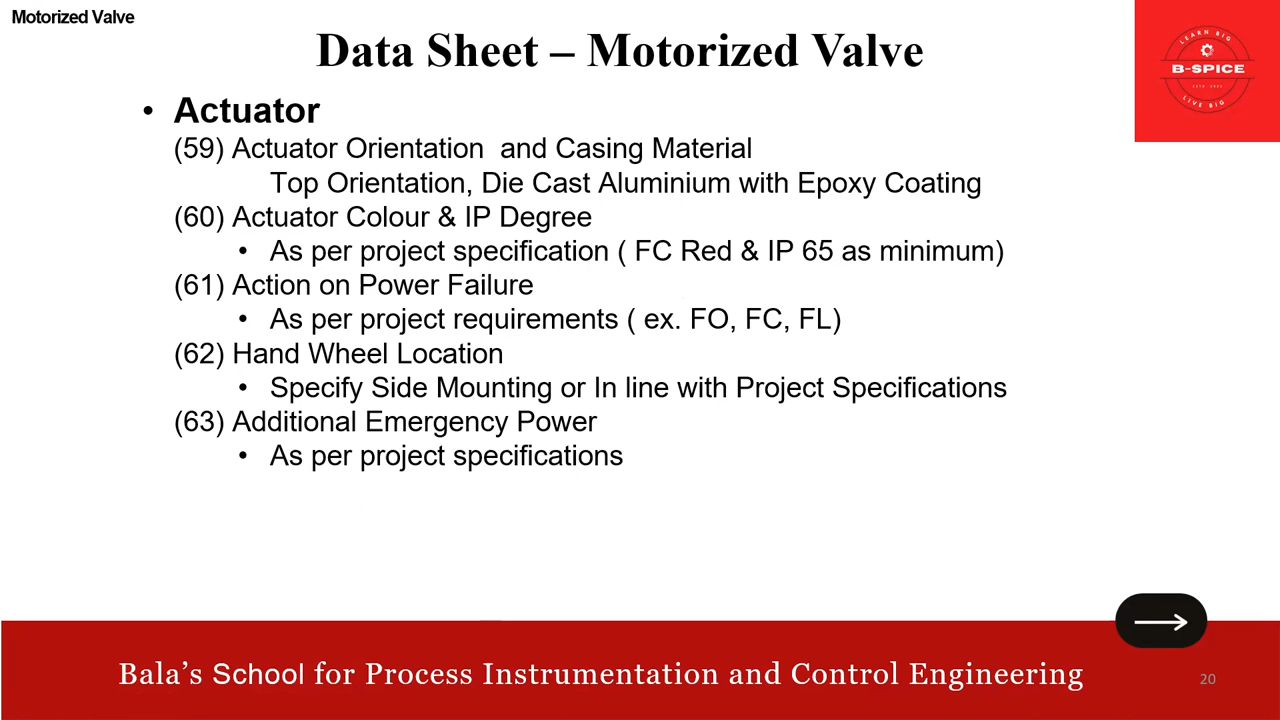 Motorized Valve
Data Sheet – Motorized Valve
LEARN BIG
B-SPICE
LIVE BIG
• Actuator
(59) Actuator Orientation and Casing Material
Top Orientation, Die Cast Aluminium with Epoxy Coating
(60) Actuator Colour & IP Degree
• As per project specification ( FC Red & IP 65 as minimum)
(61) Action on Power Failure
• As per project requirements ( ex. FO, FC, FL)
(62) Hand Wheel Location
• Specify Side Mounting or In line with Project Specifications
(63) Additional Emergency Power
• As per project specifications
Bala’s School for Process Instrumentation and Control Engineering
20